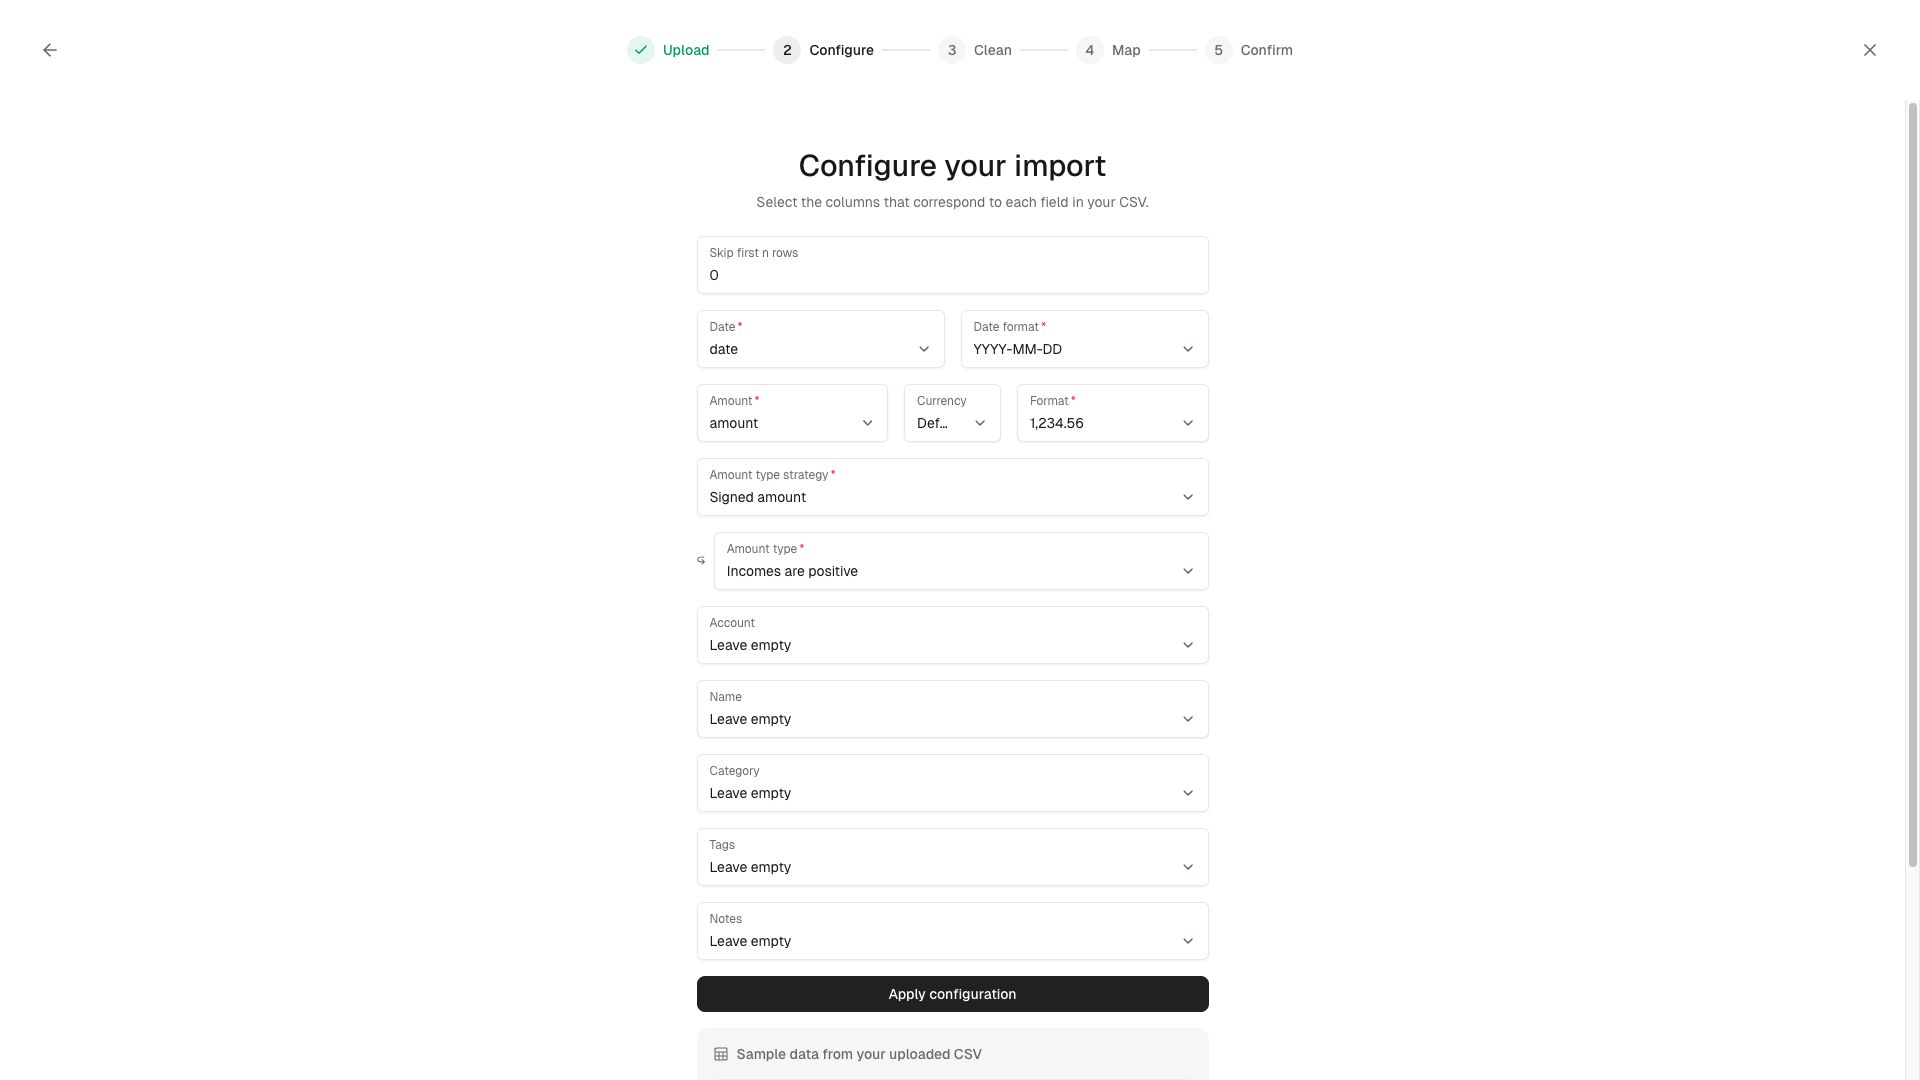 Upload
2 Configure
3 Clean
4 Map
5 Confirm
Configure your import
Select the columns that correspond to each field in your CSV.
Skip first n rows
0
Date*
date
Date format*
YYYY-MM-DD
Amount*
amount
Currency
Def...
Format*
1,234.56
Amount type strategy*
Signed amount
Amount type*
Incomes are positive
Account
Leave empty
Name
Leave empty
Category
Leave empty
Tags
Leave empty
Notes
Leave empty
Apply configuration
Sample data from your uploaded CSV